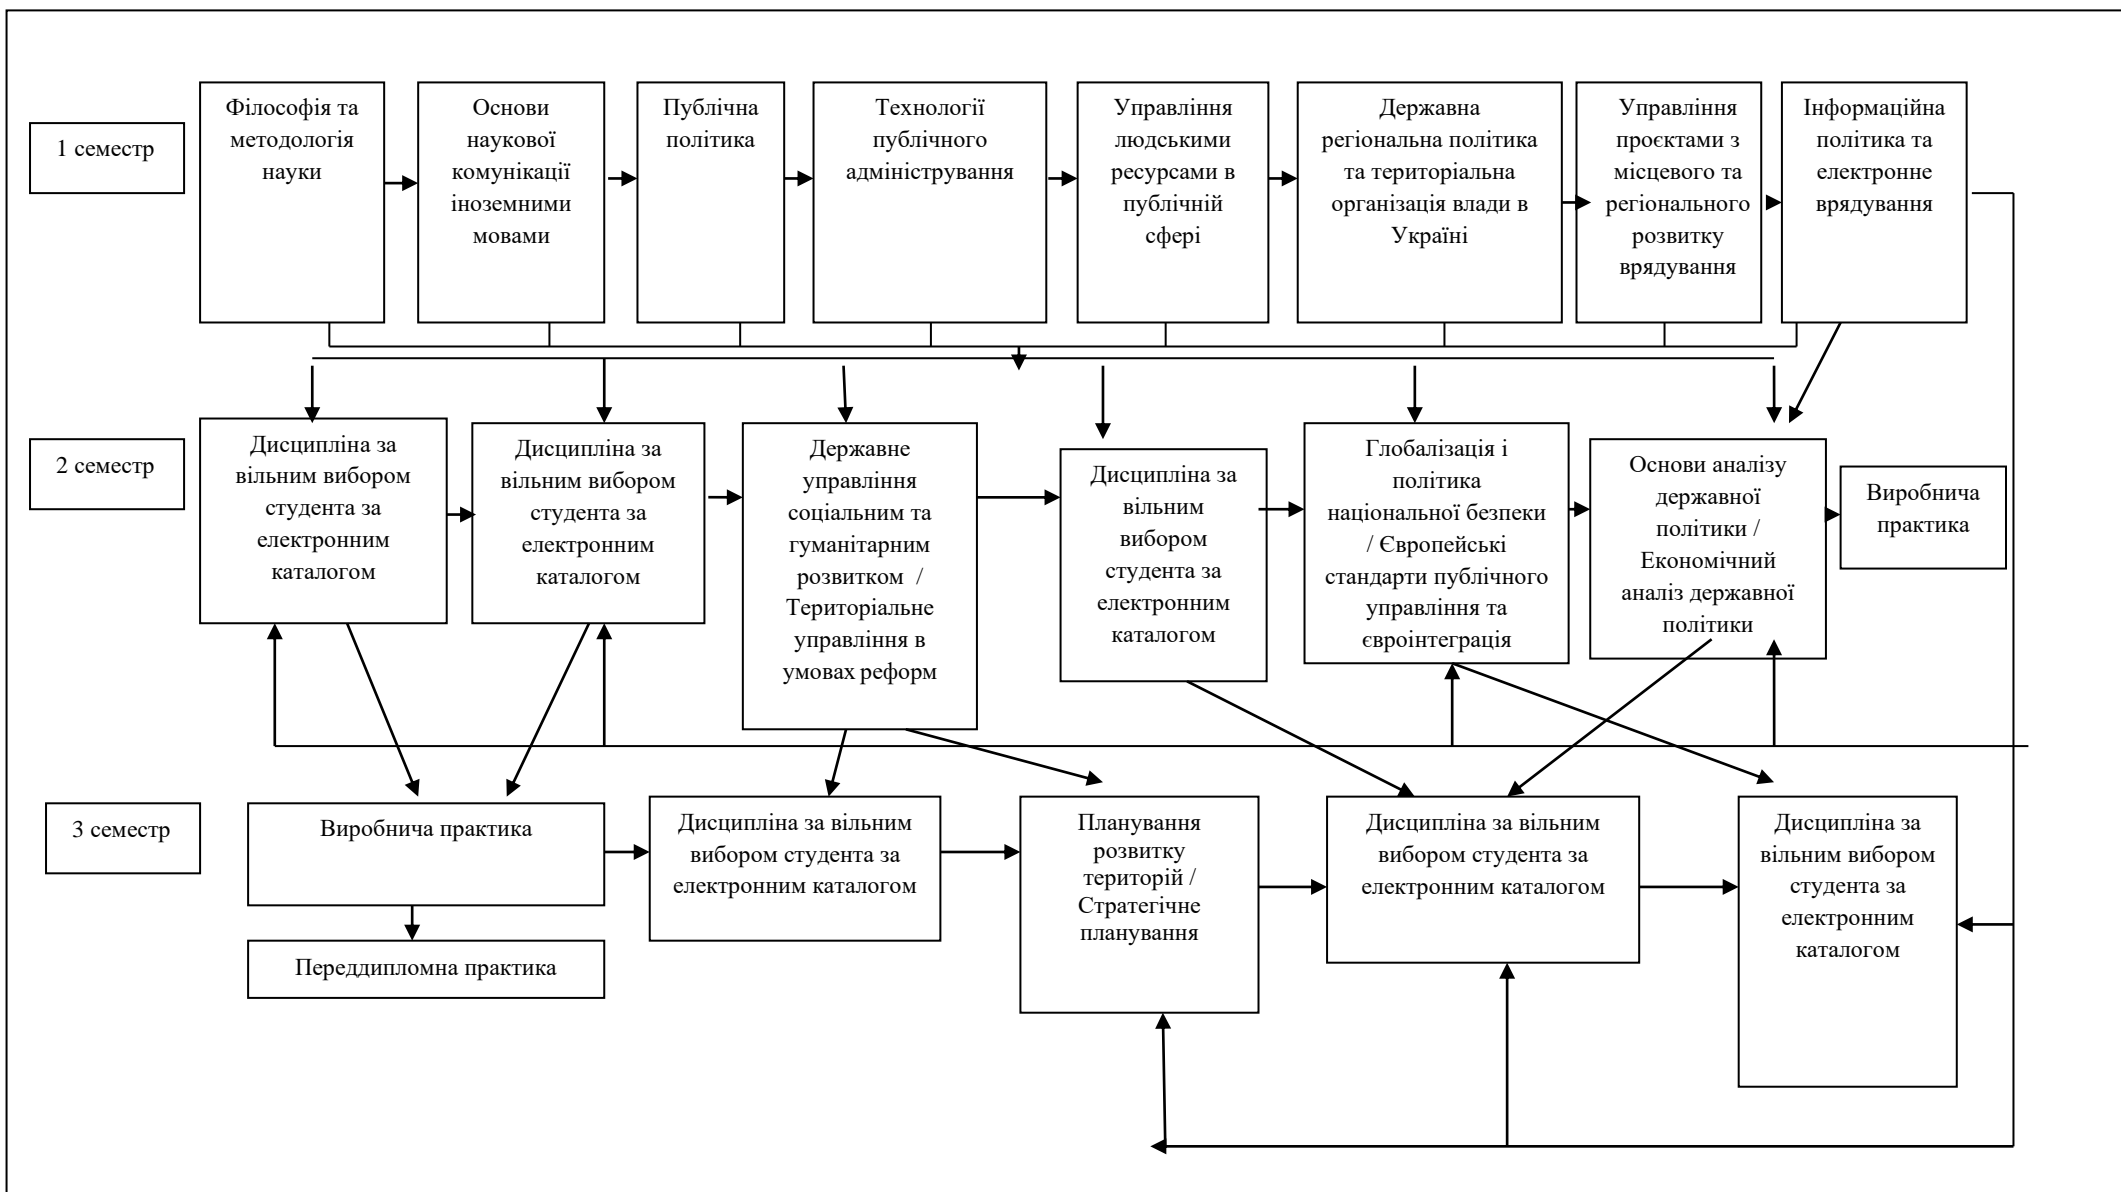 1 семестр
Філософія та
методологія
науки
Основи
наукової
комунікації
іноземними
мовами
Публічна
політика
Технології
публічного
адміністрування
Управління
людськими
ресурсами в
публічній
сфері
Державна
регіональна політика
та територіальна
організація влади в
Україні
Управління
проєктами з
місцевого та
регіонального
розвитку
врядування
Інформаційна
політика та
електронне
врядування
2 семестр
Дисципліна за
вільним вибором
студента за
електронним
каталогом
Дисципліна за
вільним вибором
студента за
електронним
каталогом
Державне
управління
соціальним та
гуманітарним
розвитком /
Територіальне
управління в
умовах реформ
Дисципліна за
вільним
вибором
студента за
електронним
каталогом
Глобалізація і
політика
національної безпеки
/ Європейські
стандарти публічного
управління та
євроінтеграція
Основи аналізу
державної
політики /
Економічний
аналіз державної
політики
Виробнича
практика
3 семестр
Виробнича практика
Переддипломна практика
Дисципліна за вільним
вибором студента за
електронним каталогом
Планування
розвитку
територій /
Стратегічне
планування
Дисципліна за вільним
вибором студента за
електронним каталогом
Дисципліна за
вільним вибором
студента за
електронним
каталогом